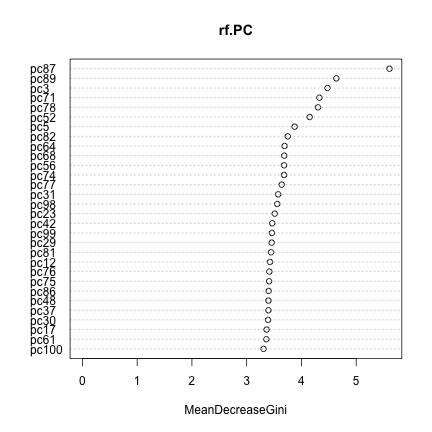 rf.PC
pc87
pc89
pc3
pc71
pc78
pc52
pc5
pc82
pc64
pc68
pc56
pc74
pc77
pc31
pc98
pc23
pc42
pc99
pc29
pc81
pc12
pc76
pc75
pc86
pc48
pc37
pc30
pc17
pc61
pc100
0 1 2 3 4 5
MeanDecreaseGini